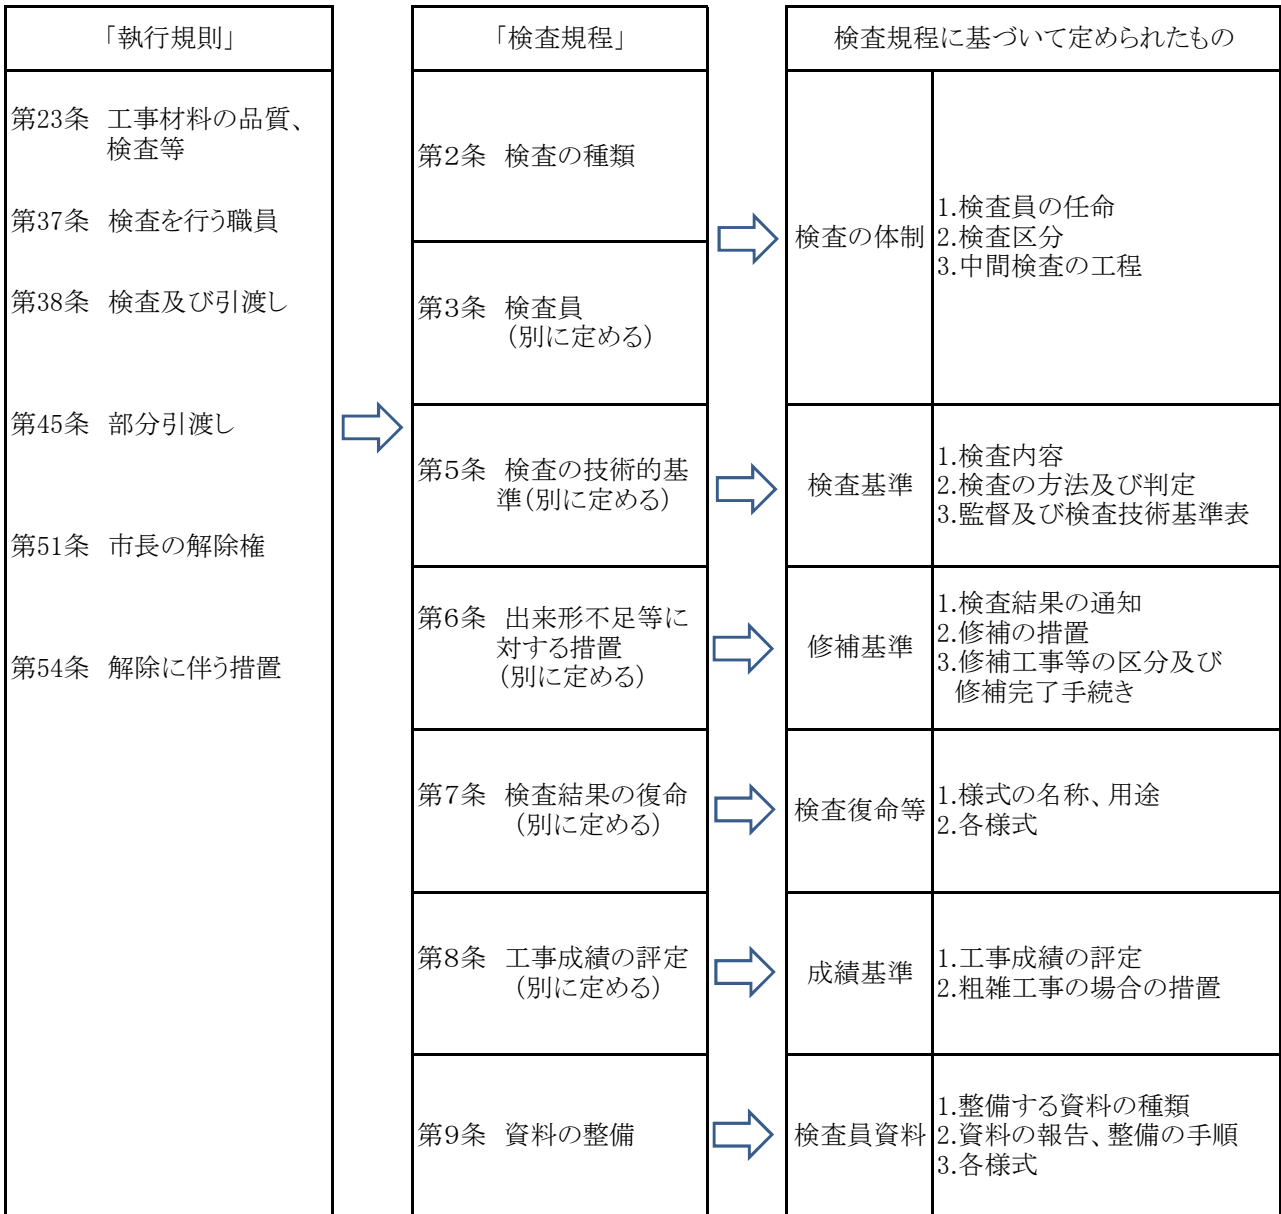 「執行規則」
第23条 工事材料の品質、
検査等
第37条 検査を行う職員
第38条 検査及び引渡し
第45条 部分引渡し
第51条 市長の解除権
第54条 解除に伴う措置
「検査規程」
第2条 検査の種類
第3条 検査員
(別に定める)
第5条 検査の技術的基
準(別に定める)
第6条 出来形不足等に
対する措置
(別に定める)
第7条 検査結果の復命
(別に定める)
第8条 工事成績の評定
(別に定める)
第9条 資料の整備
検査規程に基づいて定められたもの
検査の体制
1.検査員の任命
2.検査区分
3.中間検査の工程
検査基準
1.検査内容
2.検査の方法及び判定
3.監督及び検査技術基準表
修補基準
1.検査結果の通知
2.修補の措置
3.修補工事等の区分及び
修補完了手続き
検査復命等
1.様式の名称、用途
2.各様式
成績基準
1.工事成績の評定
2.粗雑工事の場合の措置
検査員資料
1.整備する資料の種類
2.資料の報告、整備の手順
3.各様式